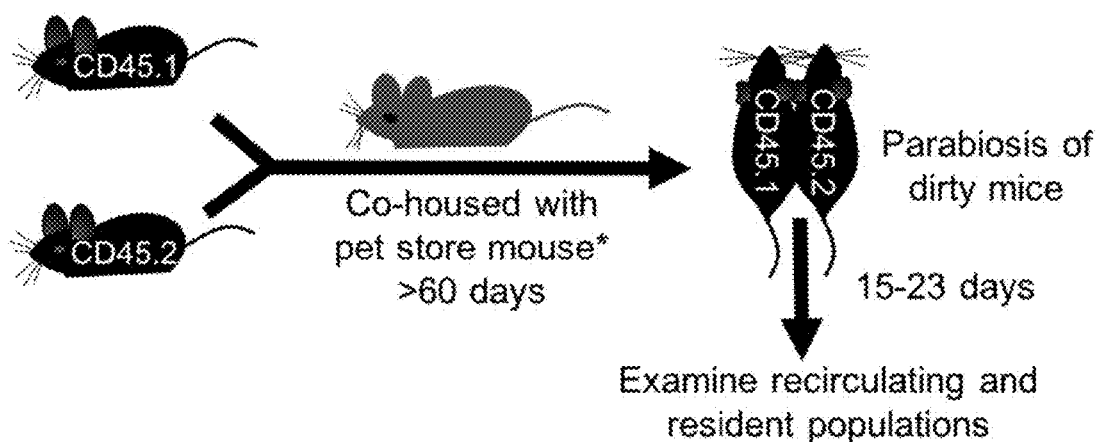 CD45.1
CD45.2
Co-housed with
pet store mouse*
>60 days
CD45.1
CD45.2
Parabiosis of
dirty mice
15-23 days
Examine recirculating and
resident populations